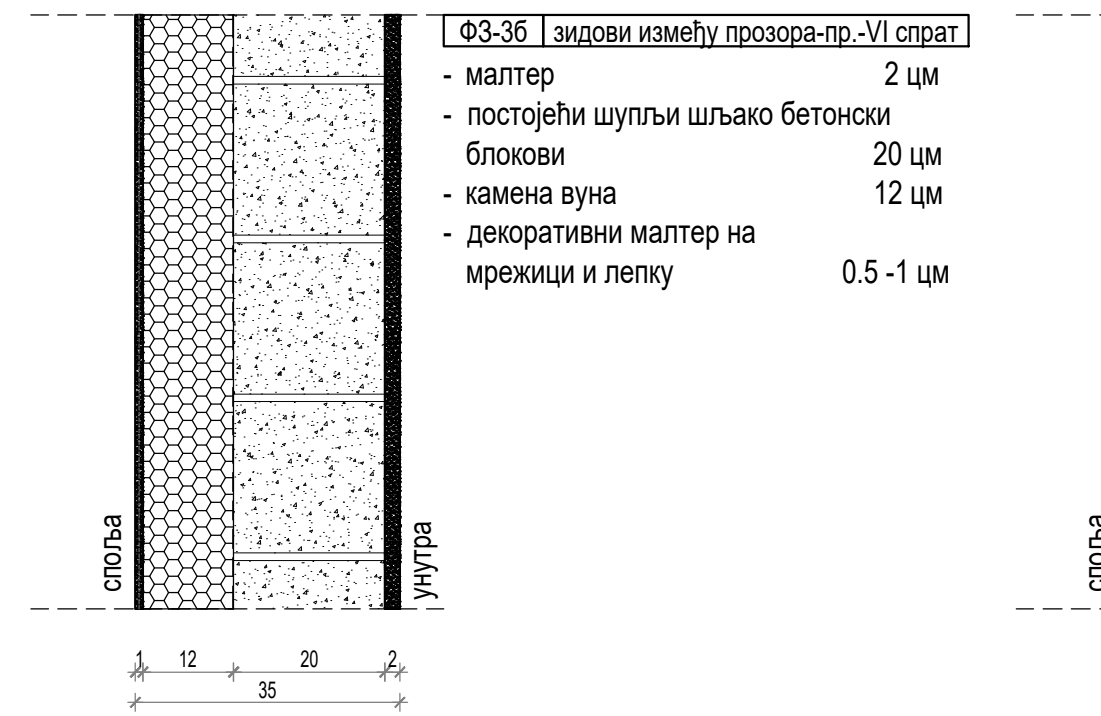 ФЗ-3б зидови између прозора-пр.-VI спрат
- малтер 2 цм
- постојећи шупљи шљако бетонски
блокови 20 цм
- камена вуна 12 цм
- декоративни малтер на
мрежици и лепку 0.5 -1 цм
споља
унутра
споља
1 12 20 2
35